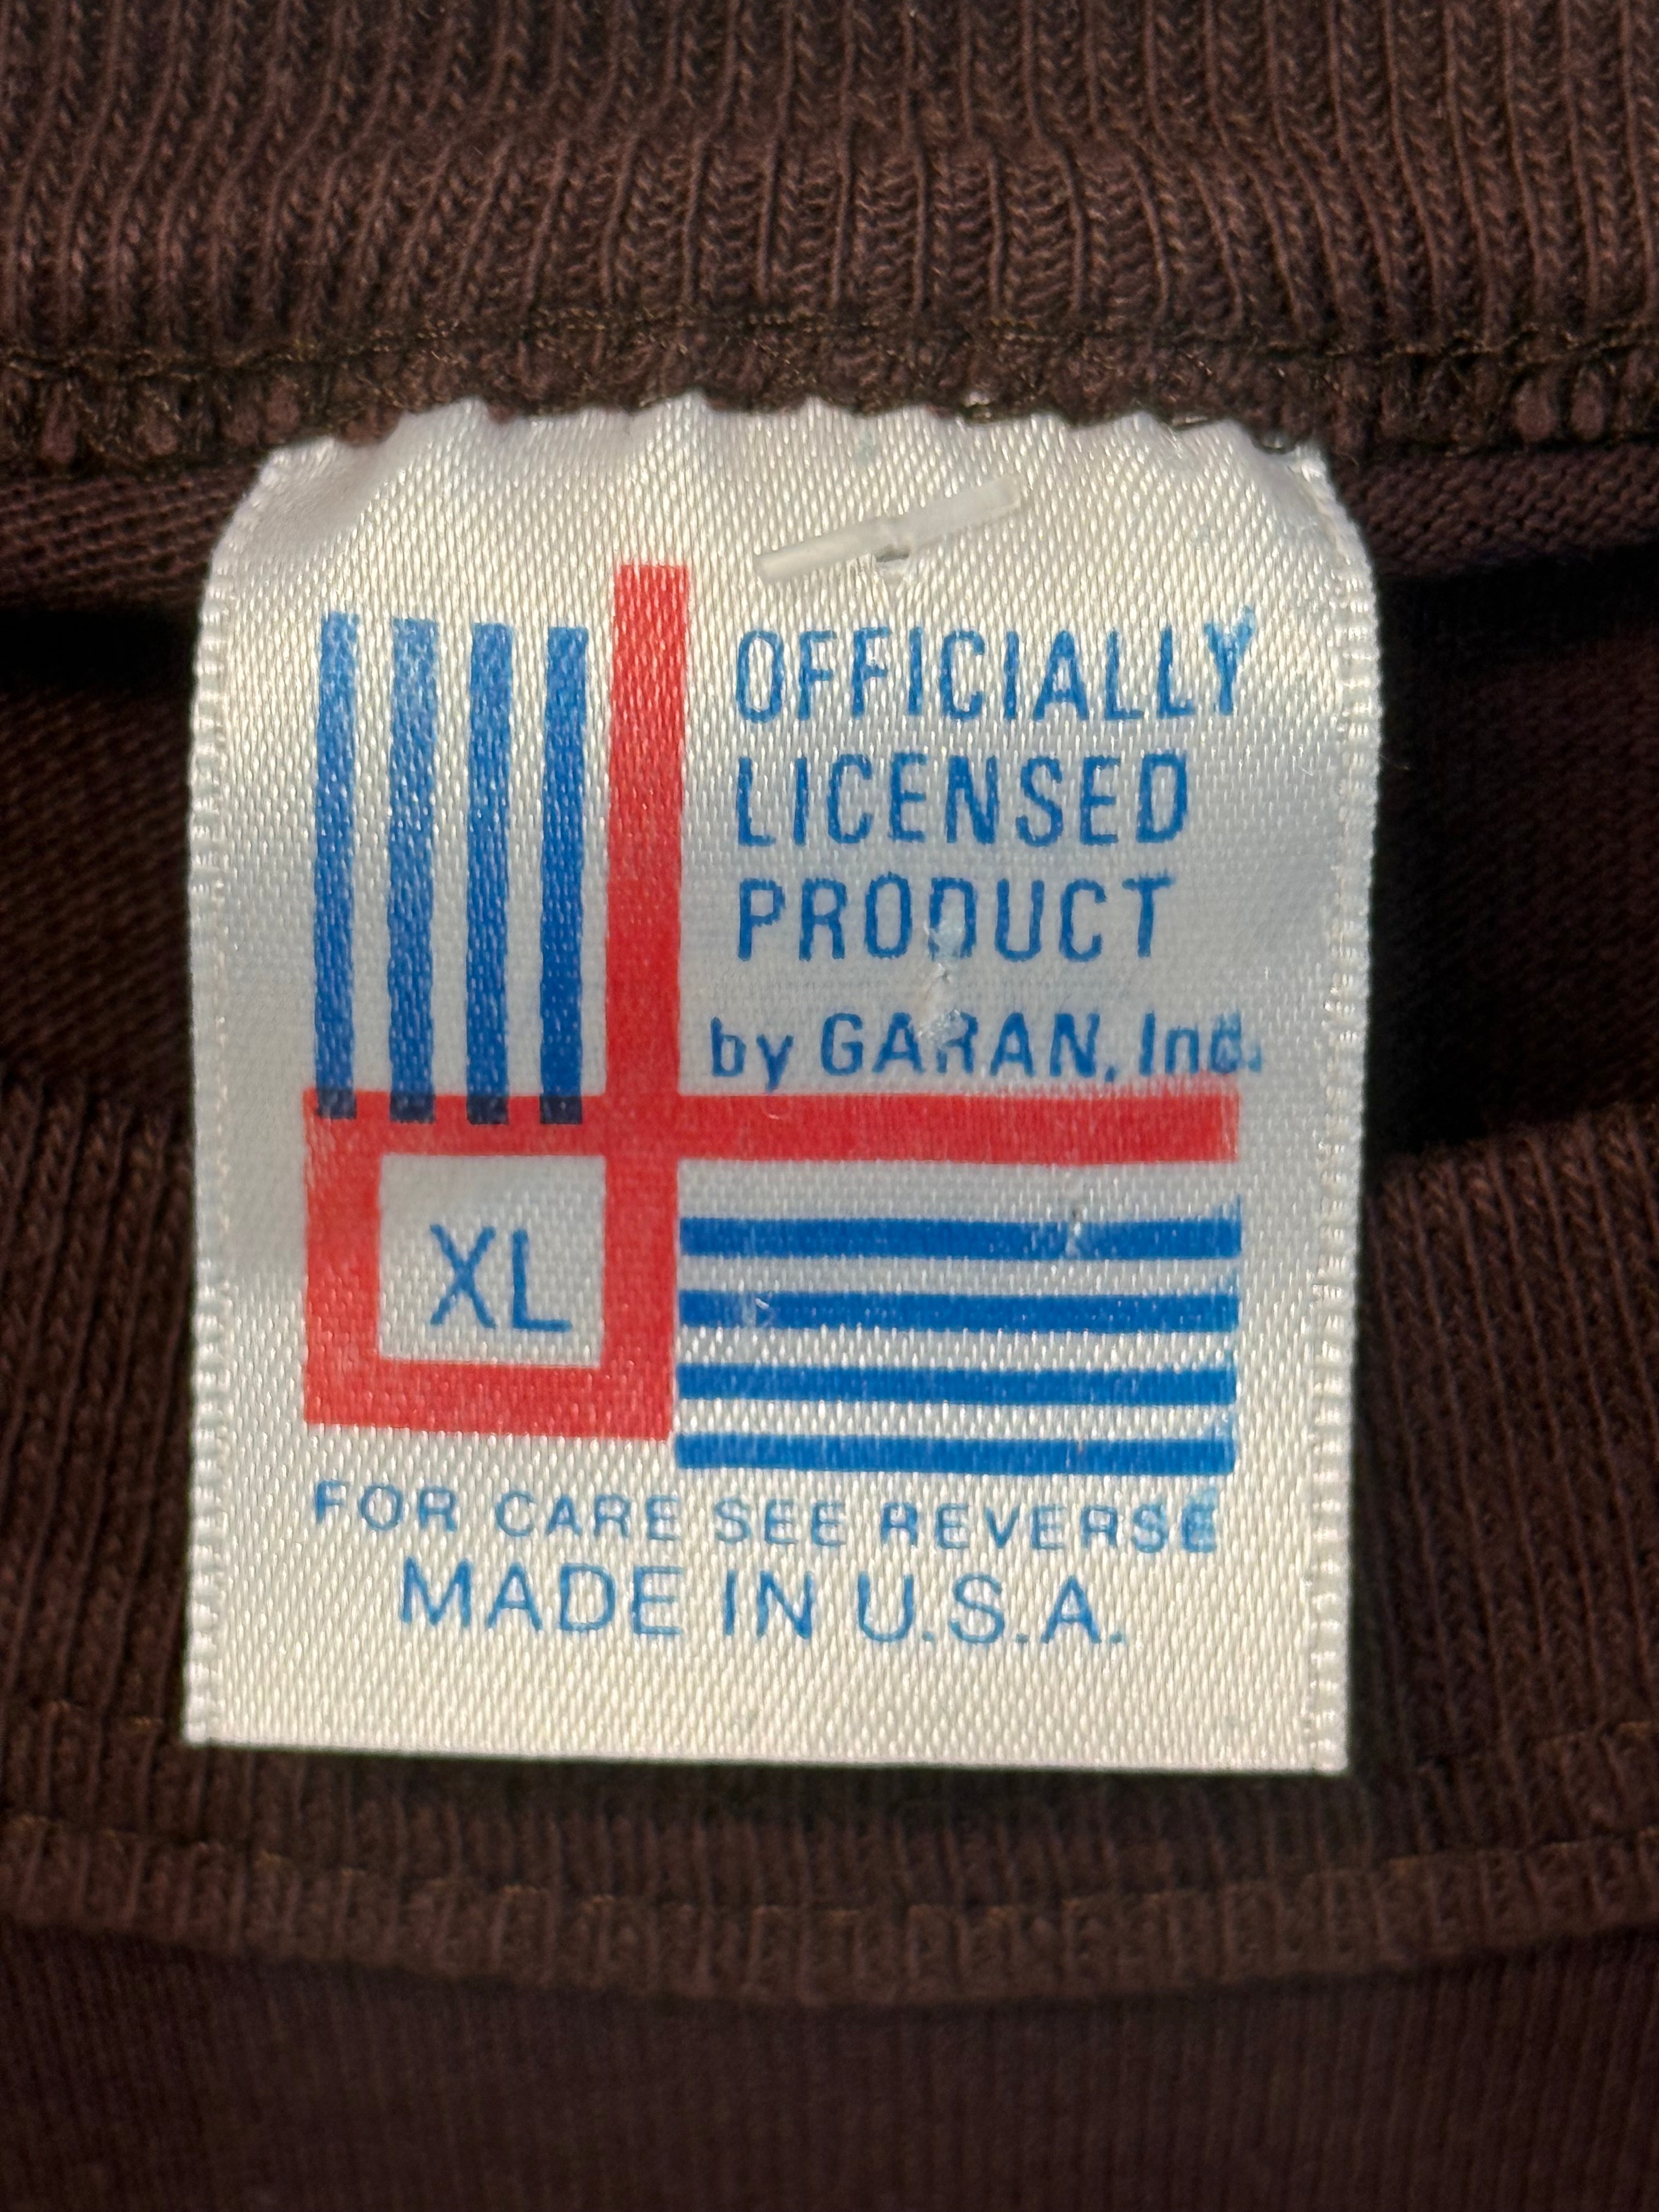 OFFICIALLY
LICENSED
PRODUCT
by GARAN, Inc.
XL
FOR CARE SEE REVERSE
MADE IN U.S.A.